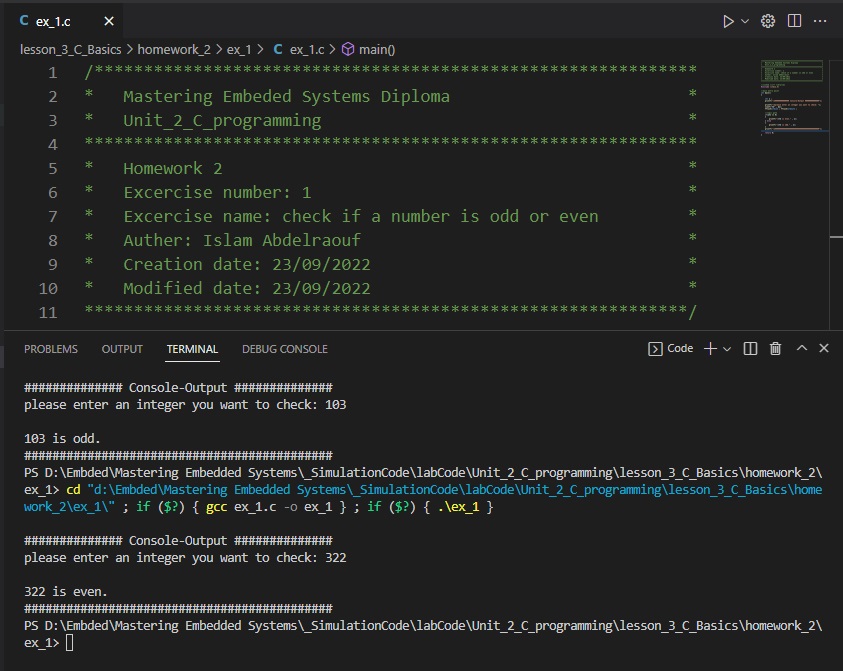 C ex_1.c ×
lesson_3_C_Basics > homework_2 > ex_1 > C ex_1.c > main()
1 /*************************************************************
2 * Mastering Embeded Systems Diploma *
3 * Unit_2_C_programming *
4 **************************************************************
5 * Homework 2 *
6 * Excercise number: 1 *
7 * Excercise name: check if a number is odd or even *
8 * Auther: Islam Abdelraouf *
9 * Creation date: 23/09/2022 *
10 * Modified date: 23/09/2022 *
11 *************************************************************/
PROBLEMS OUTPUT TERMINAL DEBUG CONSOLE Code
############## Console-Output ##############
please enter an integer you want to check: 103
103 is odd.
############################################
PS D:\Embded\Mastering Embedded Systems\_SimulationCode\labCode\Unit_2_C_programming\lesson_3_C_Basics\homework_2\
ex_1> cd "d:\Embded\Mastering Embedded Systems\_SimulationCode\labCode\Unit_2_C_programming\lesson_3_C_Basics\home
work_2\ex_1\" ; if ($?) { gcc ex_1.c -o ex_1 } ; if ($?) { .\ex_1 }
############## Console-Output ##############
please enter an integer you want to check: 322
322 is even.
############################################
PS D:\Embded\Mastering Embedded Systems\_SimulationCode\labCode\Unit_2_C_programming\lesson_3_C_Basics\homework_2\
ex_1>